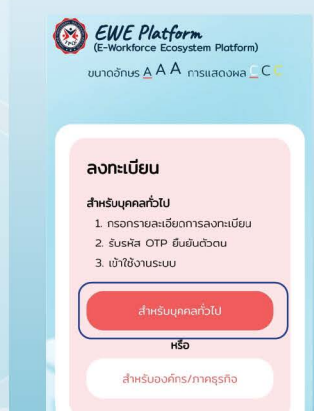 EWE Platform
(E-Workforce Ecosystem Platform)
ขนาดอักษร A A A การแสดงผล C C C
ลงทะเบียน
สำหรับบุคคลทั่วไป
1. กรอกรายละเอียดการลงทะเบียน
2. รับรหัส OTP ยืนยันตัวตน
3. เข้าใช้งานระบบ
สำหรับบุคคลทั่วไป
หรือ
สำหรับองค์กร/ภาคธุรกิจ